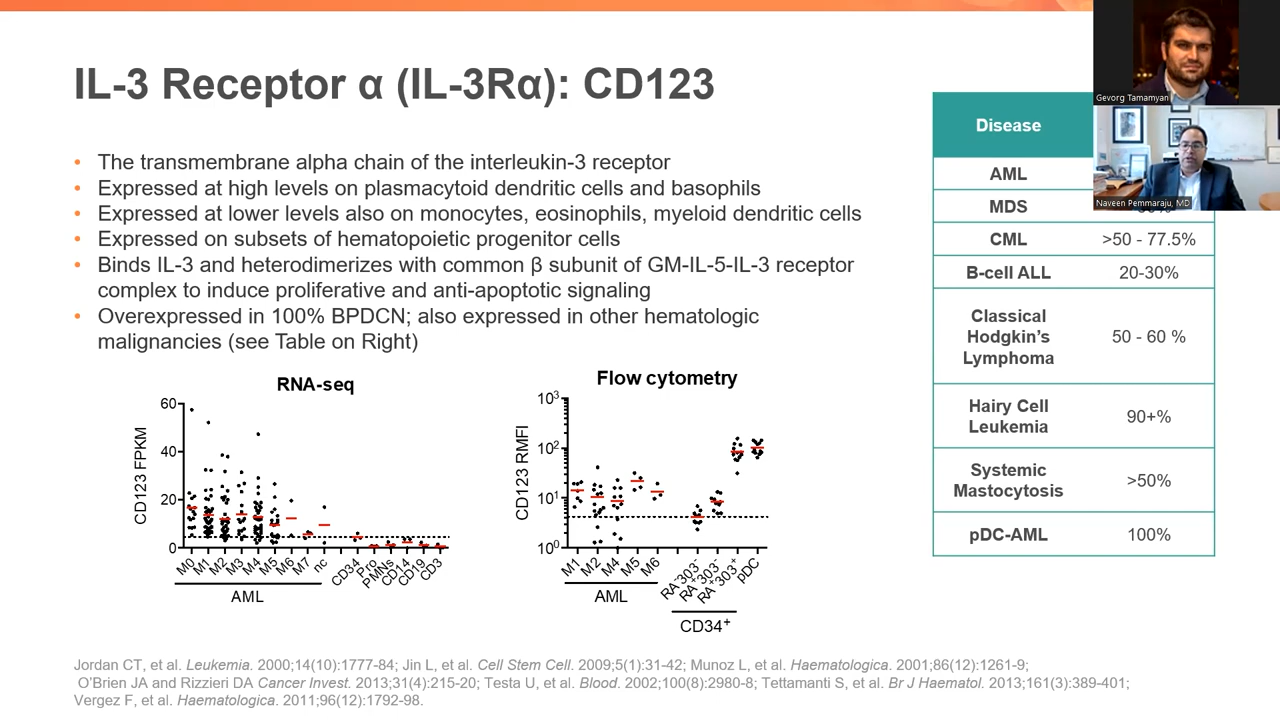 IL-3 Receptor α (IL-3Rα): CD123
• The transmembrane alpha chain of the interleukin-3 receptor
• Expressed at high levels on plasmacytoid dendritic cells and basophils
• Expressed at lower levels also on monocytes, eosinophils, myeloid dendritic cells
• Expressed on subsets of hematopoietic progenitor cells
• Binds IL-3 and heterodimerizes with common β subunit of GM-IL-5-IL-3 receptor
complex to induce proliferative and anti-apoptotic signaling
• Overexpressed in 100% BPDCN; also expressed in other hematologic
malignancies (see Table on Right)
RNA-seq
CD123 FPKM
60
40
20
0
M0 M1 M2 M3 M4 M5 M6 M7 nc CD34 Pro PMNs CD14 CD19 CD3
AML
Flow cytometry
CD123 RMFI
10³
10²
10¹
10⁰
M1 M2 M4 M5 M6 RA⁻303⁻ RA⁺303⁻ RA⁺303⁺ pDC
AML
CD34⁺
Disease
AML
MDS
CML >50 - 77.5%
B-cell ALL 20-30%
Classical
Hodgkin's 50 - 60 %
Lymphoma
Hairy Cell
Leukemia 90+%
Systemic
Mastocytosis >50%
pDC-AML 100%
Gevorg Tamamyan
Naveen Pemmaraju, MD
Jordan CT, et al. Leukemia. 2000;14(10):1777-84; Jin L, et al. Cell Stem Cell. 2009;5(1):31-42; Munoz L, et al. Haematologica. 2001;86(12):1261-9;
O'Brien JA and Rizzieri DA Cancer Invest. 2013;31(4):215-20; Testa U, et al. Blood. 2002;100(8):2980-8; Tettamanti S, et al. Br J Haematol. 2013;161(3):389-401;
Vergez F, et al. Haematologica. 2011;96(12):1792-98.